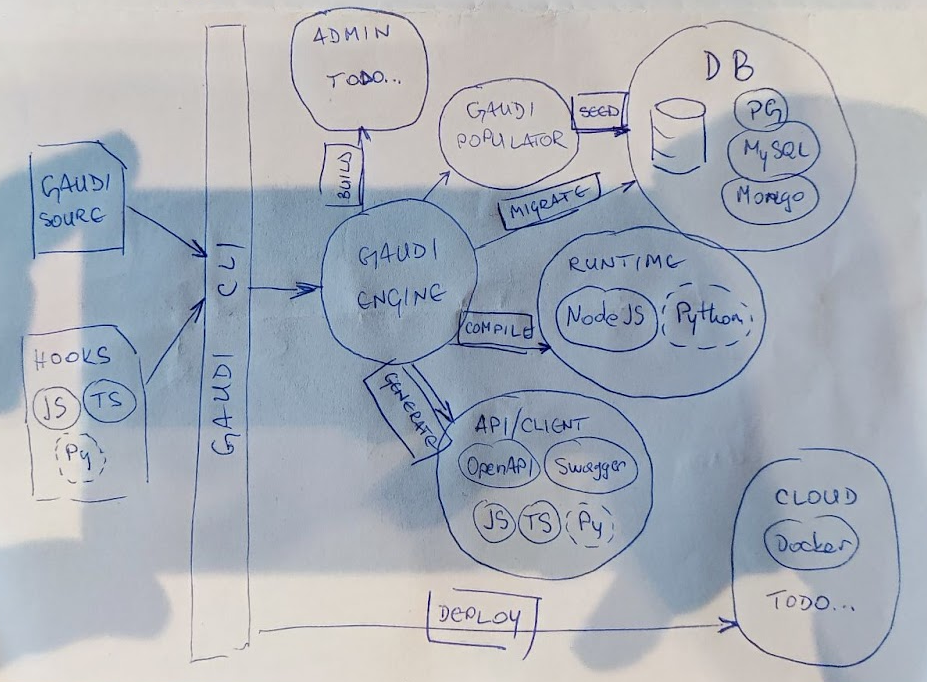 ADMIN
TODO...
BUILD
GAUDI
POPULATOR
SEED
DB
PG
MySQL
Mongo
MIGRATE
GAUDI
SOURCE
HOOKS
JS TS
Py
GAUDI CLI
GAUDI
ENGINE
RUNTIME
NodeJS Python
COMPILE
GENERATE
API/CLIENT
OpenAPI Swagger
JS TS Py
CLOUD
Docker
TODO...
DEPLOY